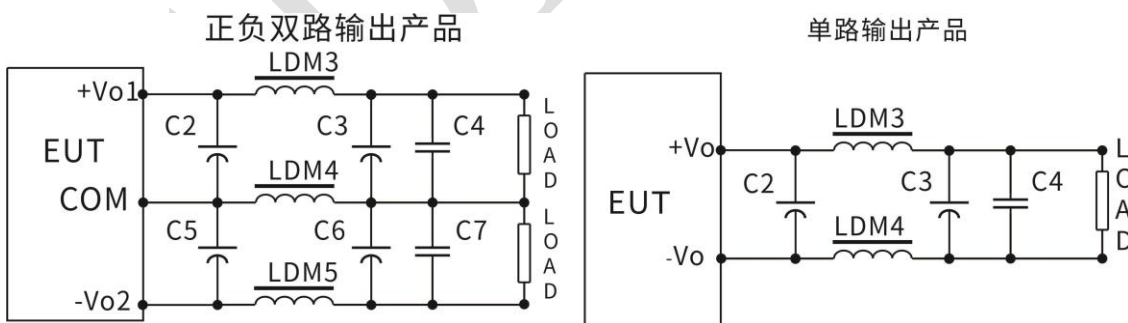 正负双路输出产品
LDM3
+Vo1
C2
C3
C4
LOAD
EUT
LDM4
COM
C5
C6
C7
LOAD
LDM5
-Vo2
单路输出产品
LDM3
+Vo
C2
C3
C4
LOAD
EUT
LDM4
-Vo